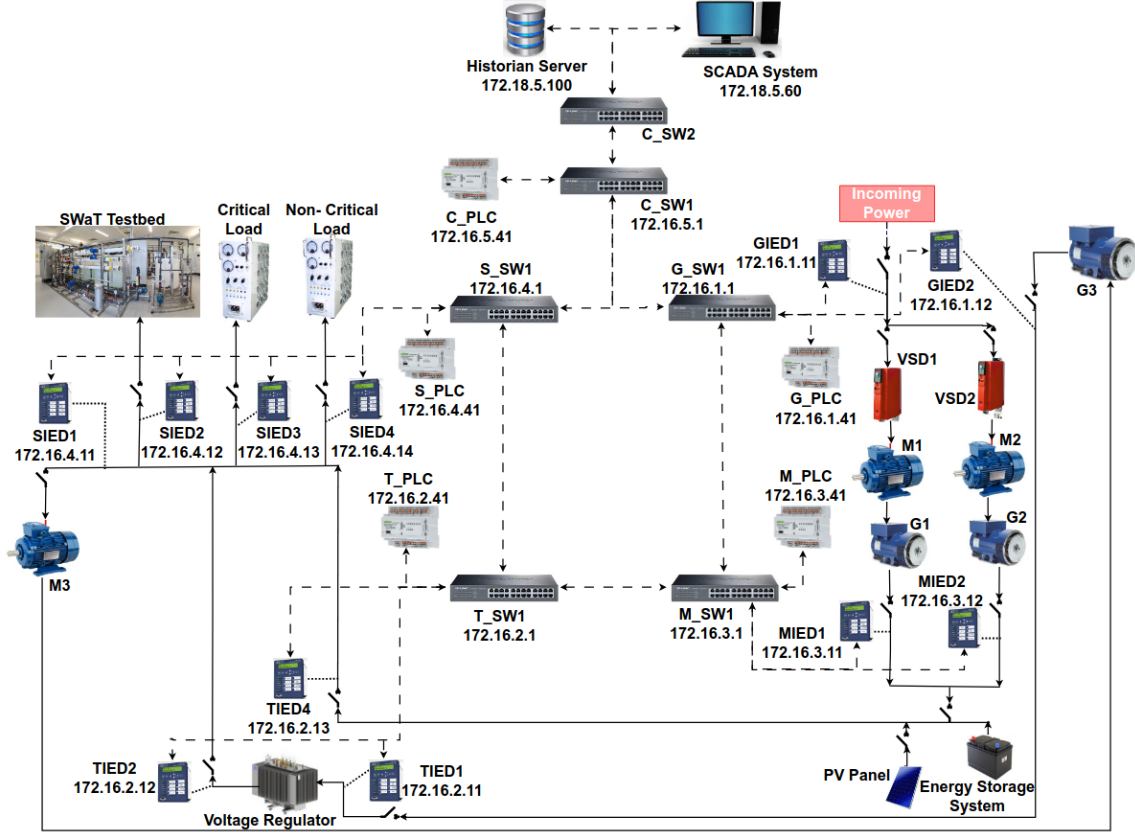 Historian Server
172.18.5.100
SCADA System
172.18.5.60
C_SW2
C_PLC
172.16.5.41
C_SW1
172.16.5.1
Incoming
Power
SWaT Testbed
Critical
Load
Non- Critical
Load
S_SW1
172.16.4.1
G_SW1
172.16.1.1
GIED1
172.16.1.11
GIED2
172.16.1.12
G3
S_PLC
172.16.4.41
G_PLC
172.16.1.41
VSD1
VSD2
SIED1
172.16.4.11
SIED2
172.16.4.12
SIED3
172.16.4.13
SIED4
172.16.4.14
M1
M2
T_PLC
172.16.2.41
M_PLC
172.16.3.41
G1
G2
M3
T_SW1
172.16.2.1
M_SW1
172.16.3.1
MIED2
172.16.3.12
MIED1
172.16.3.11
TIED4
172.16.2.13
TIED2
172.16.2.12
Voltage Regulator
TIED1
172.16.2.11
PV Panel
Energy Storage
System